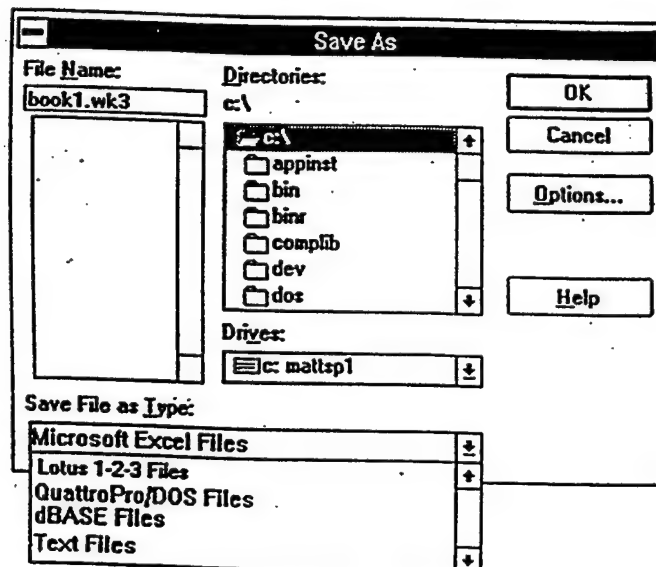 Save As
File Name:
book1.wk3
Directories:
c:\
c:\
appinst
bin
binr
complib
dev
dos
Drives:
c: mattsp1
OK
Cancel
Options...
Help
Save File as Type:
Microsoft Excel Files
Lotus 1-2-3 Files
QuattroPro/DOS Files
dBASE Files
Text Files